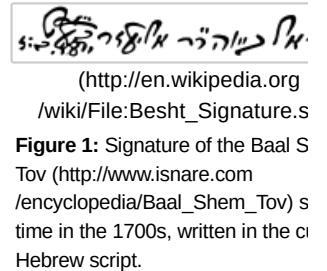 (http://en.wikipedia.org
/wiki/File:Besht_Signature.s
Figure 1: Signature of the Baal S
Tov (http://www.isnare.com
/encyclopedia/Baal_Shem_Tov) s
time in the 1700s, written in the cu
Hebrew script.